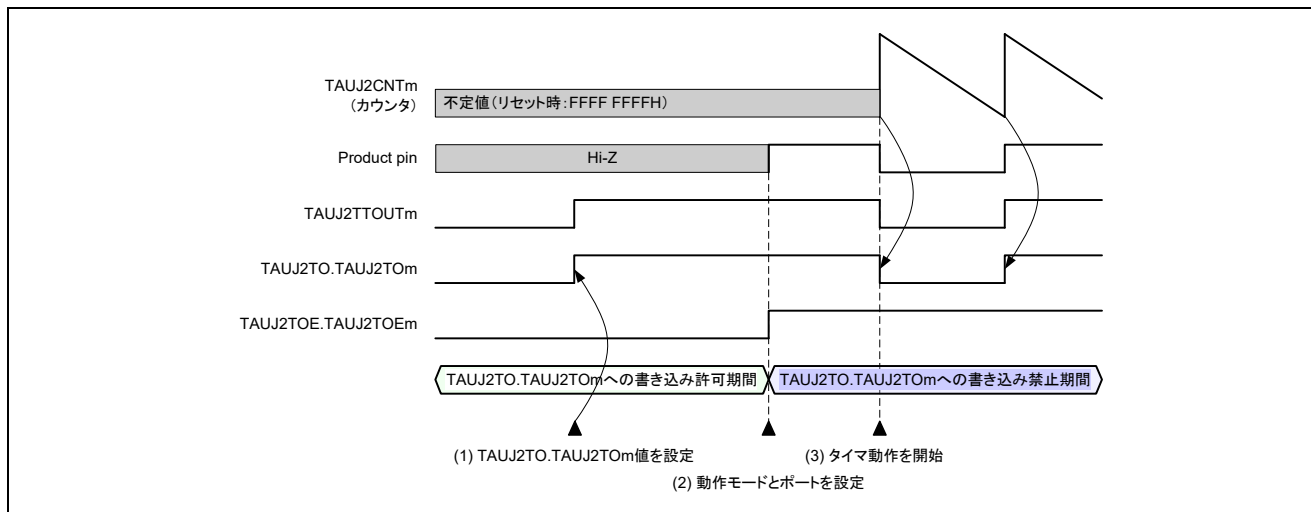 TAUJ2CNTm
（カウンタ）
不定値（リセット時：FFFF FFFFH）
Product pin
Hi-Z
TAUJ2TTOUTm
TAUJ2TO.TAUJ2TOm
TAUJ2TOE.TAUJ2TOEm
TAUJ2TO.TAUJ2TOmへの書き込み許可期間
TAUJ2TO.TAUJ2TOmへの書き込み禁止期間
(1) TAUJ2TO.TAUJ2TOm値を設定
(3) タイマ動作を開始
(2) 動作モードとポートを設定